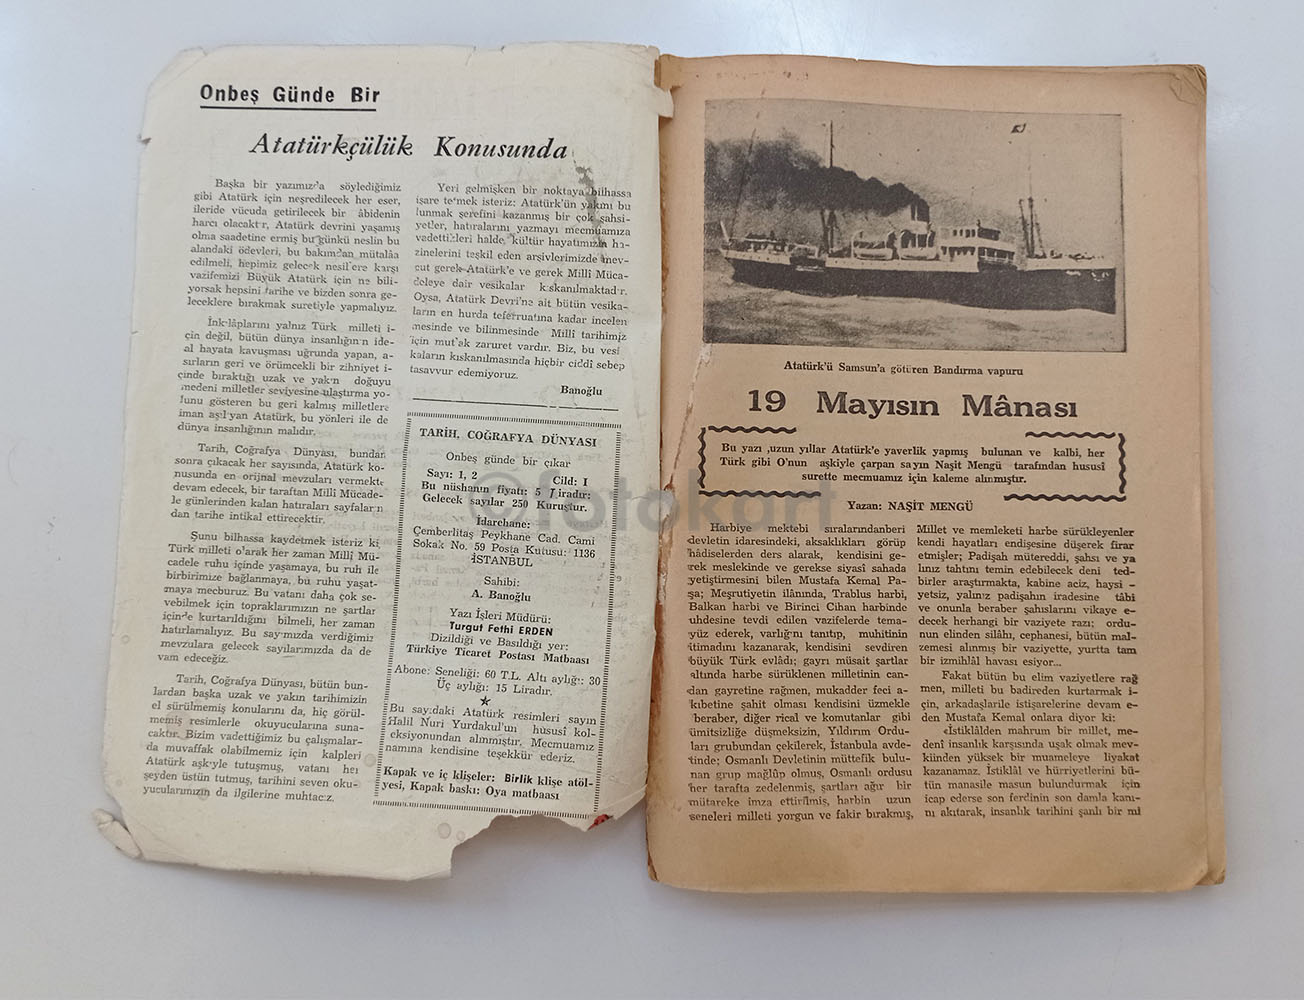 Onbeş Günde Bir
Atatürkçülük Konusunda
Başka bir yazımızda söylediğimiz
gibi Atatürk için neşredilecek her eser,
ileride vücuda getirilecek bir âbidenin
harcı olacaktır, Atatürk devrini yaşamış
olma saadetine ermiş bugünkü neslin bu
alandaki ödevleri, bu bakımdan mütalâa
edilmeli, hepimiz gelecek nesillere karşı
vazifemizi Büyük Atatürk için ne bili-
yorsak hepsini tarihe ve bizden sonra ge-
leceklere bırakmak suretiyle yapmalıyız.
İnkılâplarını yalnız Türk milleti i-
çin değil, bütün dünya insanlığının ide-
al hayata kavuşması uğrunda yapan, a-
sırların geri ve örümcekli bir zihniyet i-
çinde bıraktığı uzak ve yakın doğuyu
medeni milletler seviyesine ulaştırma yo-
lunu gösteren bu geri kalmış milletlere
iman aşılıyan Atatürk, bu yönleri ile de
dünya insanlığının malıdır.
Tarih, Coğrafya Dünyası, bundan
sonra çıkacak her sayısında, Atatürk ko-
nusunda en orijnal mevzuları vermekte
devam edecek, bir taraftan Millî Mücade-
le günlerinden kalan hatıraları sayfaların
dan tarihe intikal ettirecektir.
Şunu bilhassa kaydetmek isteriz ki
Türk milleti olarak her zaman Millî Mü-
cadele ruhu içinde yaşamaya, bu ruh ile
birbirimize bağlanmaya, bu ruhu yaşat-
maya mecburuz. Bu vatanı daha çok se-
vebilmek için topraklarımızın ne şartlar
içinde kurtarıldığını bilmeli, her zaman
hatırlamalıyız. Bu sayımızda verdiğimiz
mevzulara gelecek sayılarımızda da de
vam edeceğiz.
Tarih, Coğrafya Dünyası, bütün bun-
lardan başka uzak ve yakın tarihimizin
el sürülmemiş konularını da, hiç görül-
memiş resimlerle okuyucularına suna-
caktır. Bizim vadettiğimiz bu çalışmalar-
da muvaffak olabilmemiz için kalpleri
Atatürk aşkıyle tutuşmuş, vatanı her
şeyden üstün tutmuş, tarihini seven oku-
yucularımızın da ilgilerine muhtacız.
Yeri gelmişken bir noktaya bilhassa
işare etmek isteriz: Atatürk'ün yakını bu
lunmak şerefini kazanmış bir çok şahsi-
yetler, hatıralarını yazmayı mecmuamıza
vadettikleri halde, kültür hayatımızın ha-
zinelerini teşkil eden arşivlerimizde mev-
cut gerek Atatürk'e ve gerek Millî Müca-
deleye dair vesikalar kıskanılmaktadır.
Oysa, Atatürk Devri'ne ait bütün vesika-
ların en hurda teferruatına kadar incelen
mesinde ve bilinmesinde Millî tarihimiz
için mutlak zaruret vardır. Biz, bu vesi
kaların kıskanılmasında hiçbir ciddî sebep
tasavvur edemiyoruz.
Banoğlu
TARİH, COĞRAFYA DÜNYASI
Onbeş günde bir çıkar
Sayı: 1, 2 Cild: I
Bu nüshanın fiyatı: 5 Liradır:
Gelecek sayılar 250 Kuruştur.
İdarehane:
Çemberlitaş Peykhane Cad. Cami
Sokak No. 59 Posta Kutusu: 1136
İSTANBUL
Sahibi:
A. Banoğlu
Yazı İşleri Müdürü:
Turgut Fethi ERDEN
Dizildiği ve Basıldığı yer:
Türkiye Ticaret Postası Matbaası
Abone: Seneliği: 60 T.L. Altı aylığı: 30
Üç aylığı: 15 Liradır.
Bu sayıdaki Atatürk resimleri sayın
Halil Nuri Yurdakul'un hususî kol-
eksiyonundan alınmıştır. Mecmuamız
namına kendisine teşekkür ederiz.
Kapak ve iç klişeler: Birlik klişe atöl-
yesi, Kapak baskı: Oya matbaası
Atatürk'ü Samsun'a götüren Bandırma vapuru
19 Mayısın Mânası
Bu yazı ,uzun yıllar Atatürk'e yaverlik yapmış bulunan ve kalbi, her
Türk gibi O'nun aşkiyle çarpan sayın Naşit Mengü tarafından hususî
surette mecmuamız için kaleme alınmıştır.
Yazan: NAŞİT MENGÜ
Harbiye mektebi sıralarındanberi
devletin idaresindeki, aksaklıkları görüp
hâdiselerden ders alarak, kendisini ge-
rek meslekinde ve gerekse siyasî sahada
yetiştirmesini bilen Mustafa Kemal Pa-
şa; Meşrutiyetin ilânında, Trablus harbi,
Balkan harbi ve Birinci Cihan harbinde
uhdesine tevdi edilen vazifelerde tema-
yüz ederek, varlığını tanıtıp, muhitinin
itimadını kazanarak, kendisini sevdiren
büyük Türk evlâdı; gayrı müsait şartlar
altında harbe sürüklenen milletinin can-
dan gayretine rağmen, mukadder feci a-
kıbetine şahit olması kendisini üzmekle
beraber, diğer rical ve komutanlar gibi
ümitsizliğe düşmeksizin, Yıldırım Ordu-
ları grubundan çekilerek, İstanbula avde-
tinde; Osmanlı Devletinin müttefik bulu-
nan grup mağlûp olmuş, Osmanlı ordusu
her tarafta zedelenmiş, şartları ağır bir
mütareke imza ettirilmiş, harbin uzun
seneleri milleti yorgun ve fakir bırakmış,
Millet ve memleketi harbe sürükleyenler
kendi hayatları endişesine düşerek firar
etmişler; Padişah mütereddi, şahsı ve ya
lınız tahtını temin edebilecek deni ted-
birler araştırmakta, kabine aciz, haysi -
yetsiz, yalnız padişahın iradesine tâbi
ve onunla beraber şahıslarını vikaye e-
decek herhangi bir vaziyete razı; ordu-
nun elinden silâhı, cephanesi, bütün mal-
zemesi alınmış bir vaziyette, yurtta tam
bir izmihlâl havası esiyor...
Fakat bütün bu elim vaziyetlere rağ
men, milleti bu badireden kurtarmak i-
çin, arkadaşlarile istişarelerine devam e-
den Mustafa Kemal onlara diyor ki:
«İstiklâlden mahrum bir millet, me-
denî insanlık karşısında uşak olmak mev-
kiinden yüksek bir muameleye liyakat
kazanamaz. İstiklâl ve hürriyetlerini bü-
tün manasile masun bulundurmak için
icap ederse son ferdinin son damla kanı-
nı akıtarak, insanlık tarihini şanlı bir mi
©fotokart